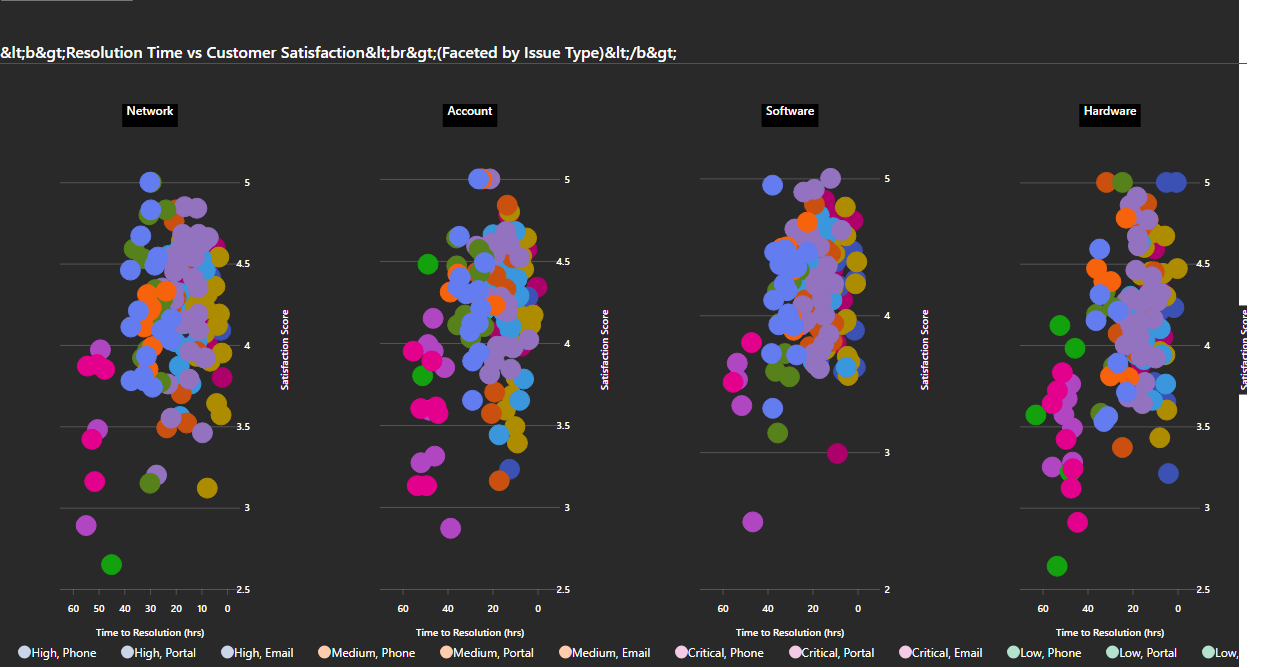 &lt;b&gt;Resolution Time vs Customer Satisfaction&lt;br&gt;(Faceted by Issue Type)&lt;/b&gt;
Network Account Software Hardware
5 5 5 5
4.5 4.5 4 4.5
4 4 3 4
3.5 3.5 2 3.5
3 3 3
2.5 2.5 2.5
Satisfaction Score Satisfaction Score Satisfaction Score Satisfaction Score
60 50 40 30 20 10 0 60 40 20 0 60 40 20 0 60 40 20 0
Time to Resolution (hrs) Time to Resolution (hrs) Time to Resolution (hrs) Time to Resolution (hrs)
High, Phone High, Portal High, Email Medium, Phone Medium, Portal Medium, Email Critical, Phone Critical, Portal Critical, Email Low, Phone Low, Portal Low,